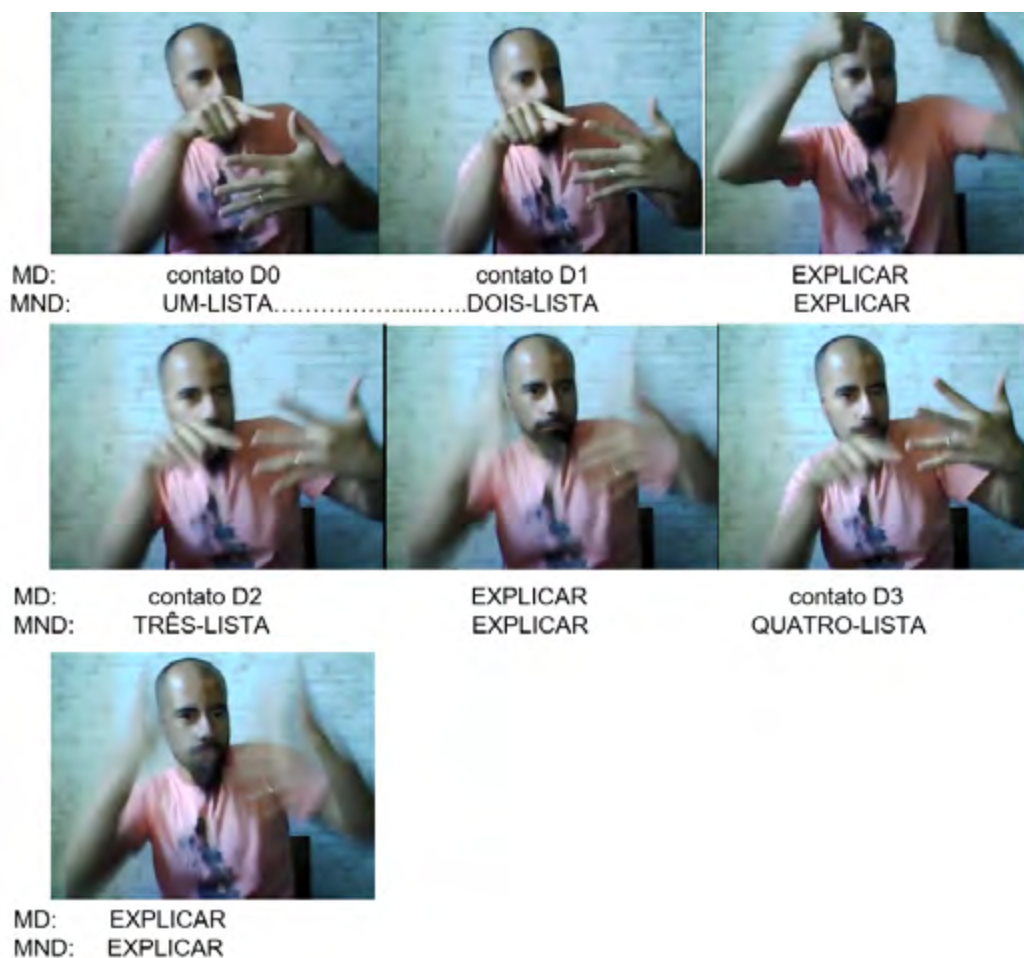 MD: contato D0 contato D1 EXPLICAR
MND: UM-LISTA.......................DOIS-LISTA EXPLICAR
MD: contato D2 EXPLICAR contato D3
MND: TRÊS-LISTA EXPLICAR QUATRO-LISTA
MD: EXPLICAR
MND: EXPLICAR